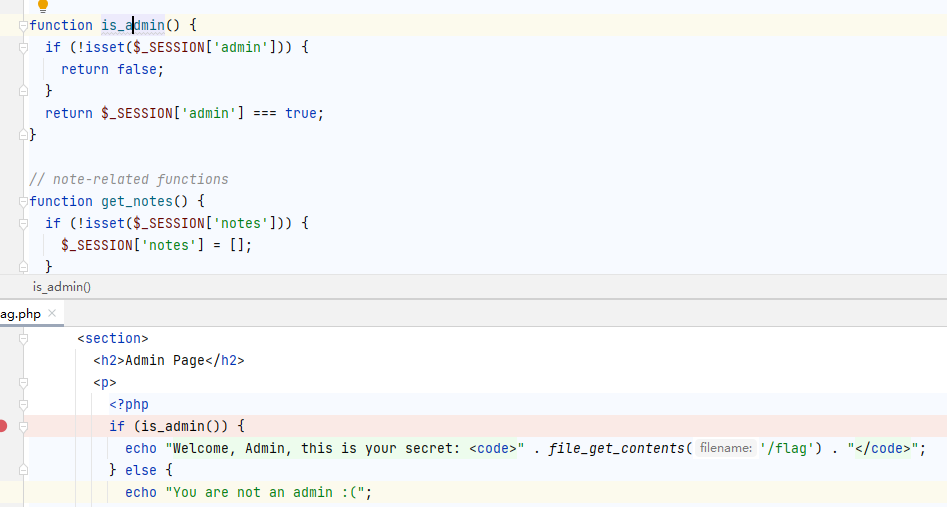 function is_admin() {
if (!isset($_SESSION['admin'])) {
return false;
}
return $_SESSION['admin'] === true;
}
// note-related functions
function get_notes() {
if (!isset($_SESSION['notes'])) {
$_SESSION['notes'] = [];
}
is_admin()
ag.php ×
<section>
<h2>Admin Page</h2>
<p>
<?php
if (is_admin()) {
echo "Welcome, Admin, this is your secret: <code>" . file_get_contents( filename: '/flag') . "</code>";
} else {
echo "You are not an admin :(";